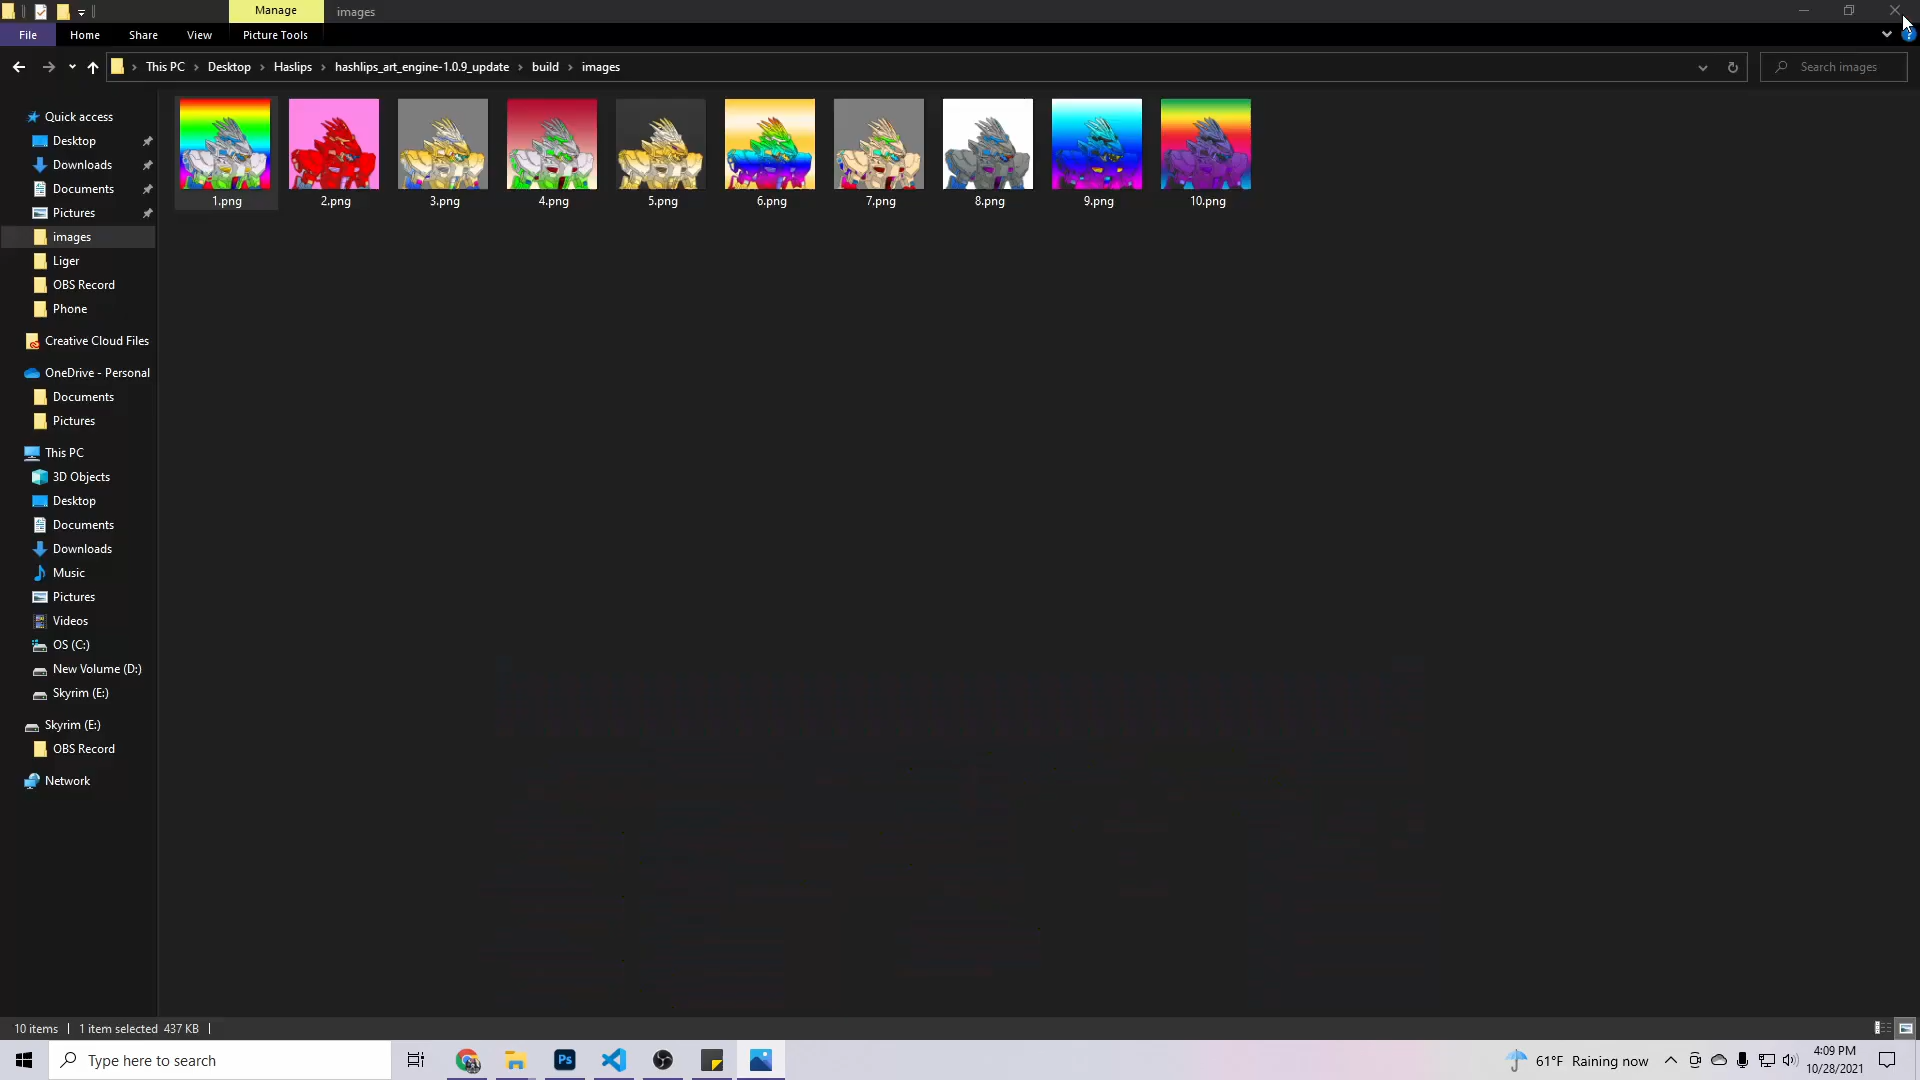 Manage
images
File
Home
Share
View
Picture Tools
This PC
Desktop
Haslips
hashlips_art_engine-1.0.9_update
build
images
Search images
Quick access
Desktop
Downloads
Documents
Pictures
images
Liger
OBS Record
Phone
Creative Cloud Files
OneDrive - Personal
Documents
Pictures
This PC
3D Objects
Desktop
Documents
Downloads
Music
Pictures
Videos
OS (C:)
New Volume (D:)
Skyrim (E:)
Skyrim (E:)
OBS Record
Network
1.png
2.png
3.png
4.png
5.png
6.png
7.png
8.png
9.png
10.png
10 items
1 item selected 437 KB
Type here to search
Ps
61°F Raining now
4:09 PM
10/28/2021